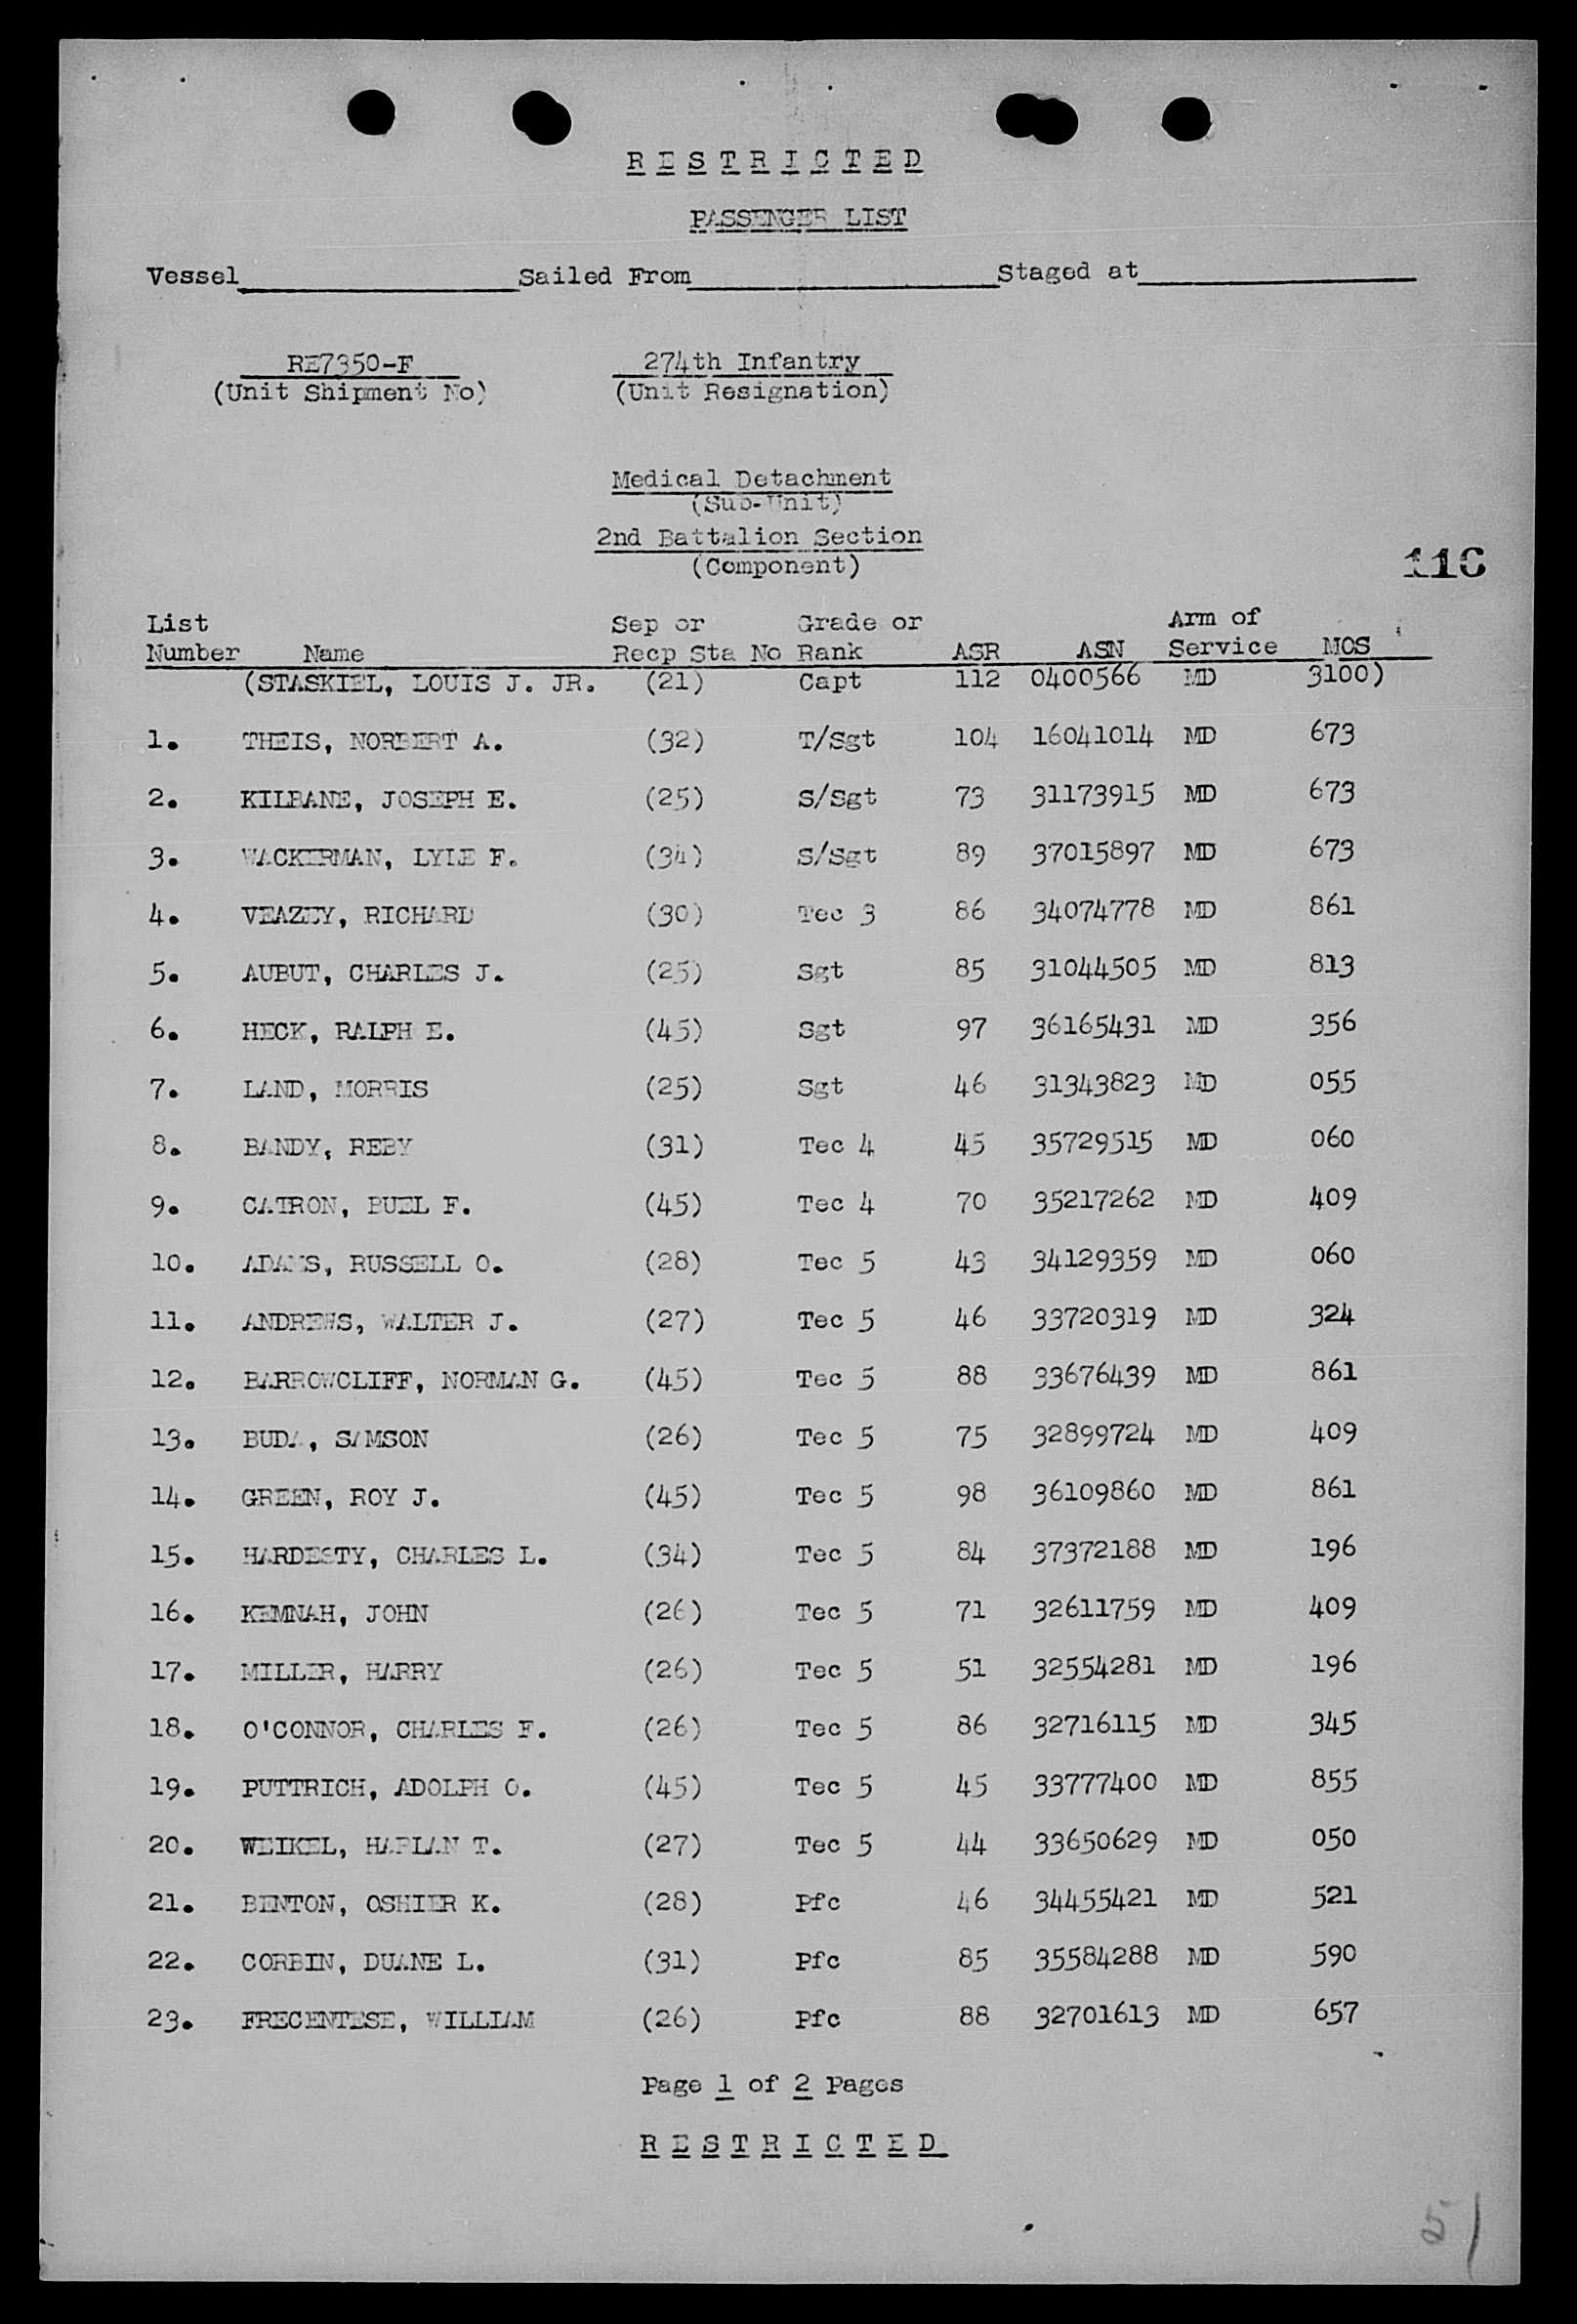 RESTRICTED
PASSENGER LIST
Vessel Sailed From Staged at
RE7350-F 274th Infantry
(Unit Shipment No) (Unit Resignation)
Medical Detachment
(Sub-Unit)
2nd Battalion Section
(Component)
110
List Sep or Grade or Arm of
Number Name Recp Sta No Rank ASR ASN Service MOS
(STASKIEL, LOUIS J. JR. (21) Capt 112 0400566 MD 3100)
1. THEIS, NORBERT A. (32) T/Sgt 104 16041014 MD 673
2. KILBANE, JOSEPH E. (25) S/Sgt 73 31173915 MD 673
3. WACKERMAN, LYLE F. (34) S/Sgt 89 37015897 MD 673
4. VEAZEY, RICHARD (30) Tec 3 86 34074778 MD 861
5. AUBUT, CHARLES J. (25) Sgt 85 31044505 MD 813
6. HECK, RALPH E. (45) Sgt 97 36165431 MD 356
7. LAND, MORRIS (25) Sgt 46 31343823 MD 055
8. BANDY, REBY (31) Tec 4 45 35729515 MD 060
9. CATRON, BUEL F. (45) Tec 4 70 35217262 MD 409
10. ADAMS, RUSSELL O. (28) Tec 5 43 34129359 MD 060
11. ANDREWS, WALTER J. (27) Tec 5 46 33720319 MD 324
12. BARROWCLIFF, NORMAN G. (45) Tec 5 88 33676439 MD 861
13. BUDA, SAMSON (26) Tec 5 75 32899724 MD 409
14. GREEN, ROY J. (45) Tec 5 98 36109860 MD 861
15. HARDESTY, CHARLES L. (34) Tec 5 84 37372188 MD 196
16. KEMNAH, JOHN (26) Tec 5 71 32611759 MD 409
17. MILLER, HARRY (26) Tec 5 51 32554281 MD 196
18. O'CONNOR, CHARLES F. (26) Tec 5 86 32716115 MD 345
19. PUTTRICH, ADOLPH O. (45) Tec 5 45 33777400 MD 855
20. WEIKEL, HARLAN T. (27) Tec 5 44 33650629 MD 050
21. BENTON, OSHIER K. (28) Pfc 46 34455421 MD 521
22. CORBIN, DUANE L. (31) Pfc 85 35584288 MD 590
23. FRECENTESE, WILLIAM (26) Pfc 88 32701613 MD 657
Page 1 of 2 Pages
RESTRICTED